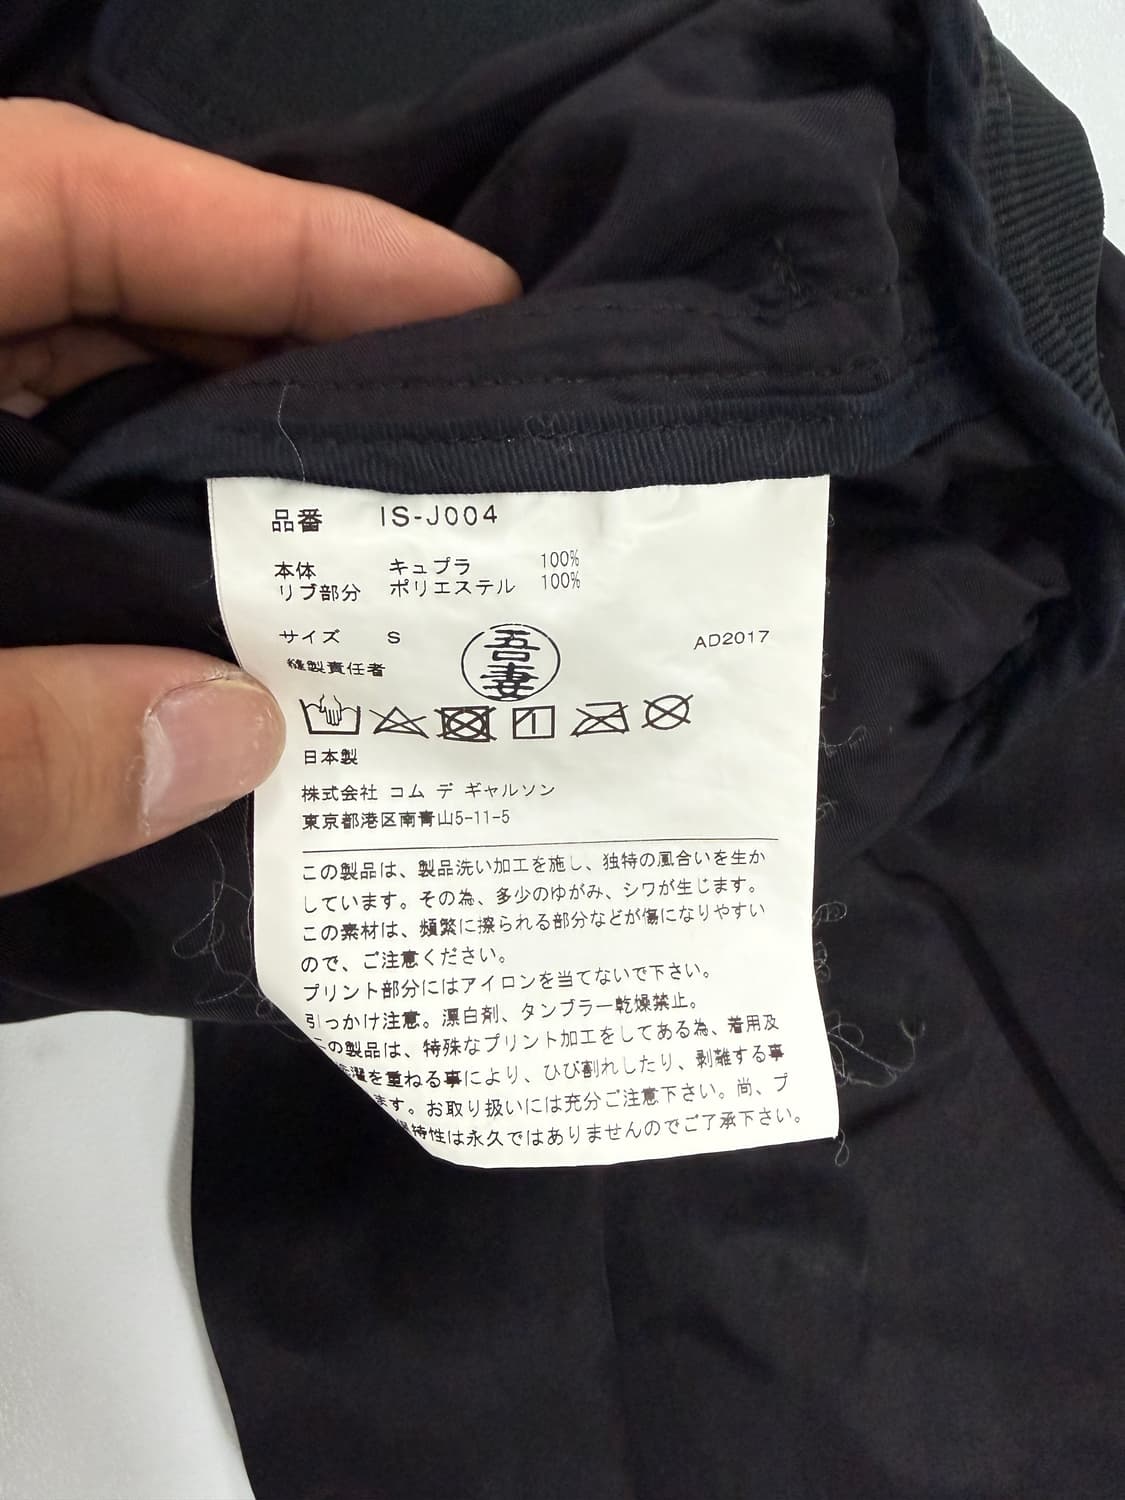 品番 IS-J004
本体 キュプラ 100%
リブ部分 ポリエステル 100%
サイズ S 吾妻 AD2017
縫製責任者
日本製
株式会社 コム デ ギャルソン
東京都港区南青山5-11-5
この製品は、製品洗い加工を施し、独特の風合いを生か
しています。その為、多少のゆがみ、シワが生じます。
この素材は、頻繁に擦られる部分などが傷になりやすい
ので、ご注意ください。
プリント部分にはアイロンを当てないで下さい。
引っかけ注意。漂白剤、タンブラー乾燥禁止。
この製品は、特殊なプリント加工をしてある為、着用及
濯を重ねる事により、ひび割れしたり、剥離する事
ます。お取り扱いには充分ご注意下さい。尚、プ
特性は永久ではありませんのでご了承下さい。